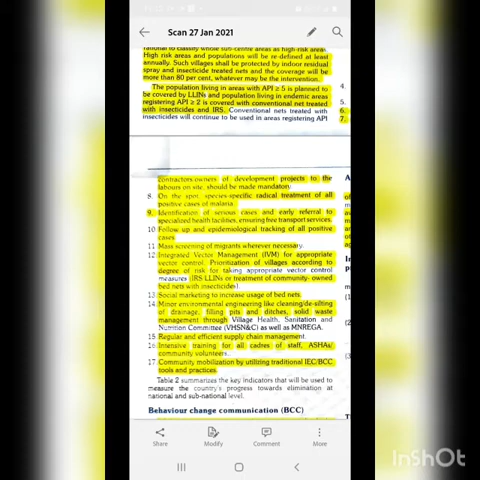 Scan 27 Jan 2021
rational to classify whose sub-centre areas as high-risk areas.
High risk areas and populations will be re-defined at least
annually. Such villages shall be protected by indoor residual
spray and insecticide treated nets and the coverage will be
more than 80 per cent, whatever may be the intervention.
The population living in areas with API ≥ 5 is planned to
be covered by LLINs and population living in endemic areas
registering API ≥ 2 is covered with conventional net treated
with insecticides and IRS. Conventional nets treated with
insecticides will continue to be used in areas registering API
4.
5.
6.
7.
contractors-owners of development projects to the
labours on site, should be made mandatory
8. On the spot, species-specific radical treatment of all
positive cases of malaria
9. Identification of serious cases and early referral to
specialized health facilities, ensuring free transport services.
10. Follow up and epidemiological tracking of all positive
cases
11 Mass screening of migrants wherever necessary.
12 Integrated Vector Management (IVM) for appropriate
vector control. Prioritization of villages according to
degree of risk for taking appropriate vector control
measures (IRS LLINs or treatment of community-owned
bed nets with insecticides)
13 Social marketing to increase usage of bed nets.
14 Minor environmental engineering like cleaning/de-silting
of drainage, filling pits and ditches, solid waste
management through Village Health, Sanitation and
Nutrition Committee (VHSN&C) as well as MNREGA.
15 Regular and efficient supply chain management.
16 Intensive training for all cadres of staff, ASHAs/
community volunteers.
17. Community mobilization by utilizing traditional IEC/BCC
tools and practices.
Table 2 summarizes the key indicators that will be used to
measure the country's progress towards elimination at
national and sub-national level.
Behaviour change communication (BCC)
Share
Modify
Comment
More
InShOt